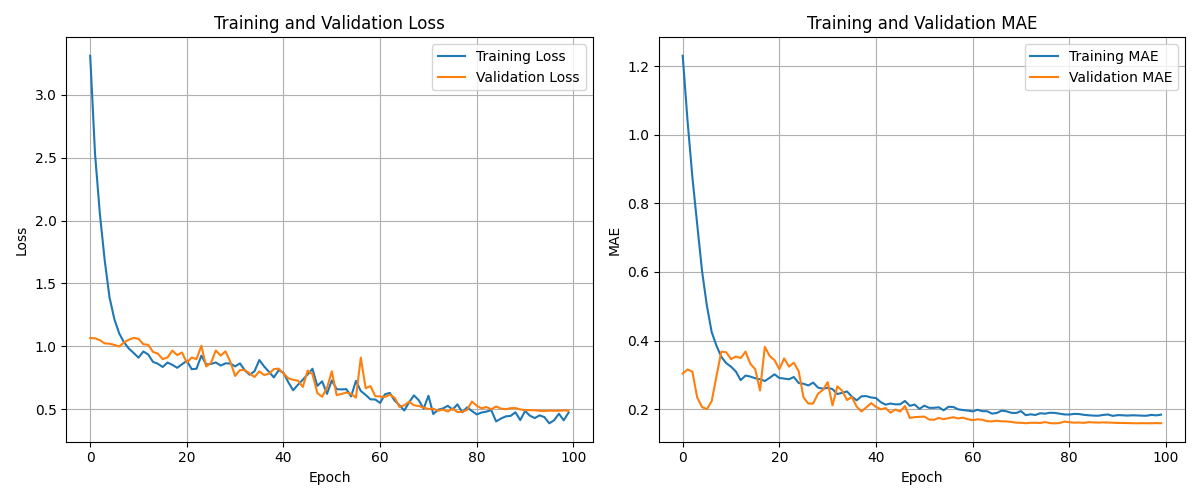 Training and Validation Loss
Training Loss
Validation Loss
3.0
2.5
2.0
1.5
1.0
0.5
Loss
0
20
40
60
80
100
Epoch
Training and Validation MAE
Training MAE
Validation MAE
1.2
1.0
0.8
0.6
0.4
0.2
MAE
0
20
40
60
80
100
Epoch